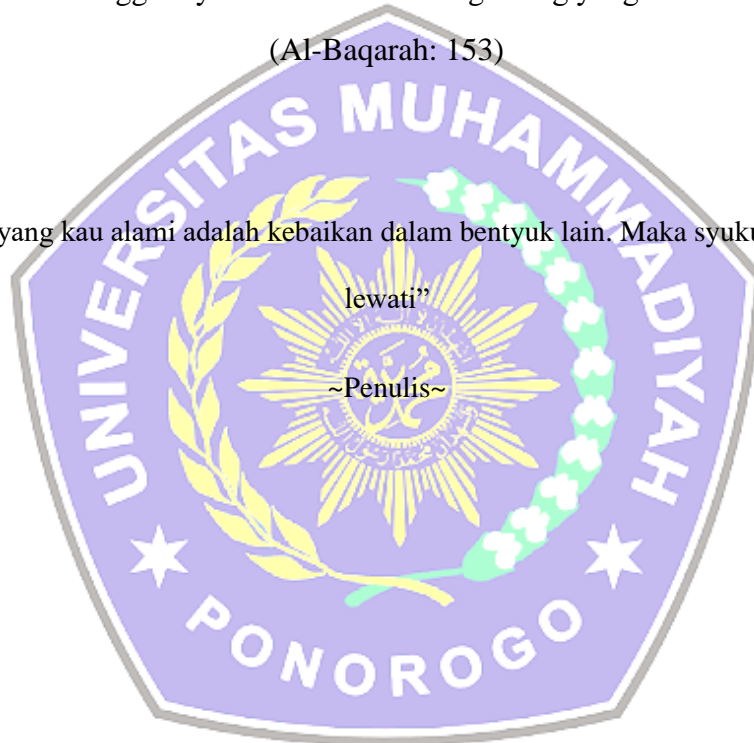 (Al-Baqarah: 153)
UNIVERSITAS MUHAMMADIYAH
yang kau alami adalah kebaikan dalam bentyuk lain. Maka syuku
lewati”
~Penulis~
PONOROGO